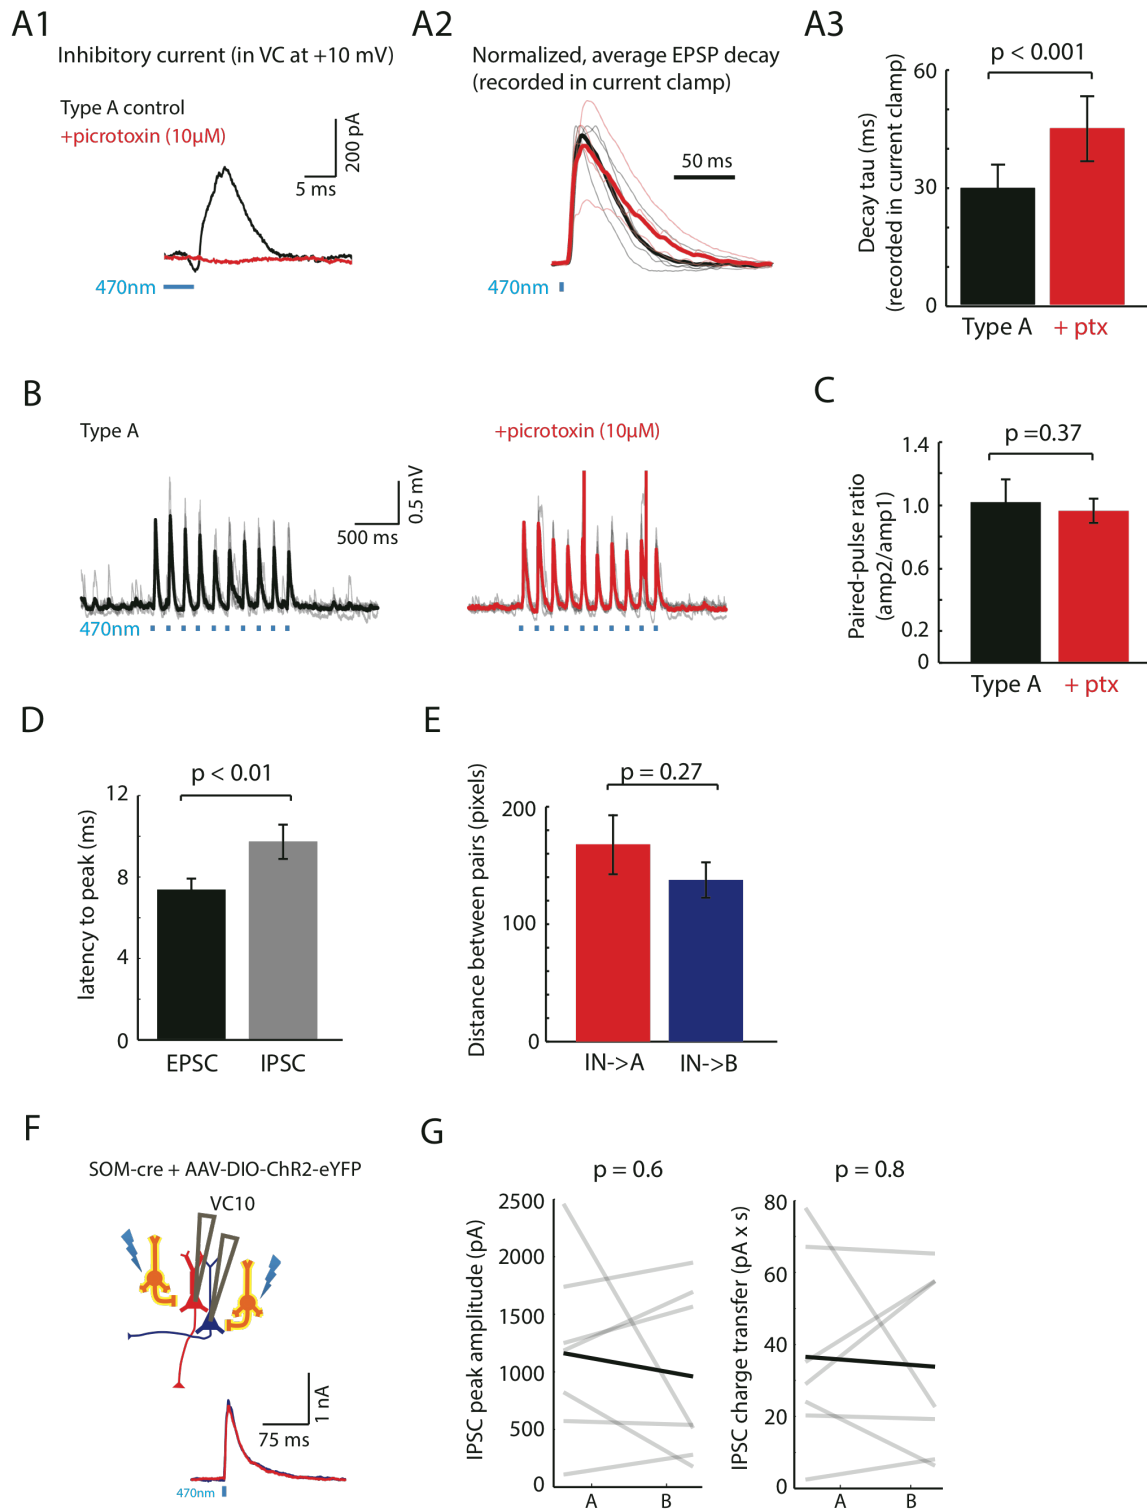 A1
Inhibitory current (in VC at +10 mV)
Type A control
+picrotoxin (10µM)
200 pA
5 ms
470nm
A2
Normalized, average EPSP decay
(recorded in current clamp)
50 ms
470nm
A3
p < 0.001
Decay tau (ms)
(recorded in current clamp)
60
30
0
Type A
+ ptx
B
Type A
+picrotoxin (10µM)
0.5 mV
500 ms
470nm
C
p =0.37
Paired-pulse ratio
(amp2/amp1)
1.4
1.0
0.6
0.2
0
Type A
+ ptx
D
p < 0.01
latency to peak (ms)
12
8
4
0
EPSC
IPSC
E
p = 0.27
Distance between pairs (pixels)
200
100
0
IN->A
IN->B
F
SOM-cre + AAV-DIO-ChR2-eYFP
VC10
1 nA
75 ms
470nm
G
p = 0.6
IPSC peak amplitude (pA)
2500
2000
1500
1000
500
0
A
B
p = 0.8
IPSC charge transfer (pA x s)
80
60
40
20
0
A
B